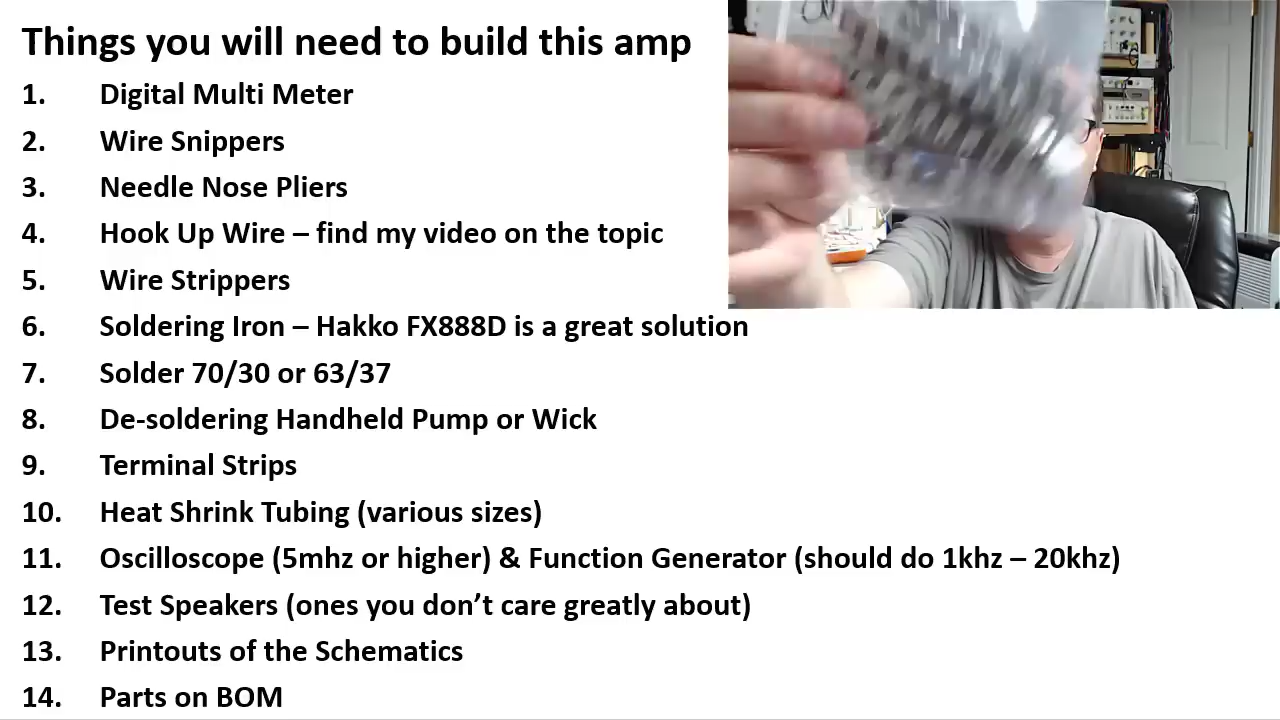 Things you will need to build this amp
1. Digital Multi Meter
2. Wire Snippers
3. Needle Nose Pliers
4. Hook Up Wire – find my video on the topic
5. Wire Strippers
6. Soldering Iron – Hakko FX888D is a great solution
7. Solder 70/30 or 63/37
8. De-soldering Handheld Pump or Wick
9. Terminal Strips
10. Heat Shrink Tubing (various sizes)
11. Oscilloscope (5mhz or higher) & Function Generator (should do 1khz – 20khz)
12. Test Speakers (ones you don’t care greatly about)
13. Printouts of the Schematics
14. Parts on BOM